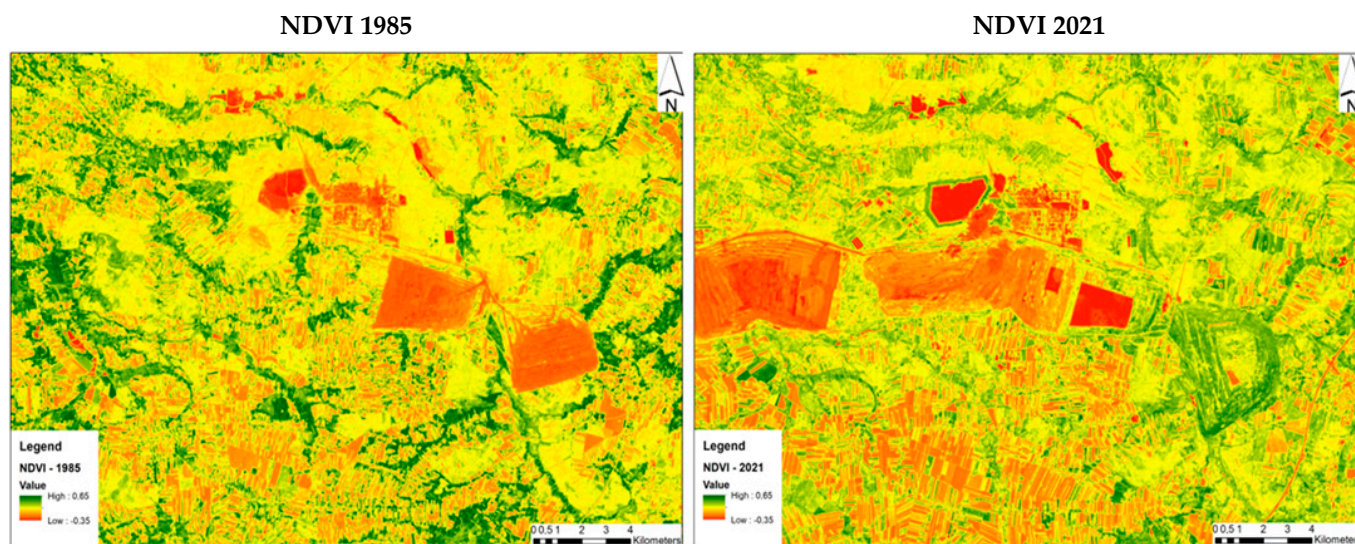 NDVI 1985
NDVI 2021
N
Legend
NDVI - 1985
Value
High : 0,65
Low : -0.35
0 0,5 1 2 3 4
Kilometers
N
Legend
NDVI - 2021
Value
High : 0,65
Low : -0.35
0 0,5 1 2 3 4
Kilometers